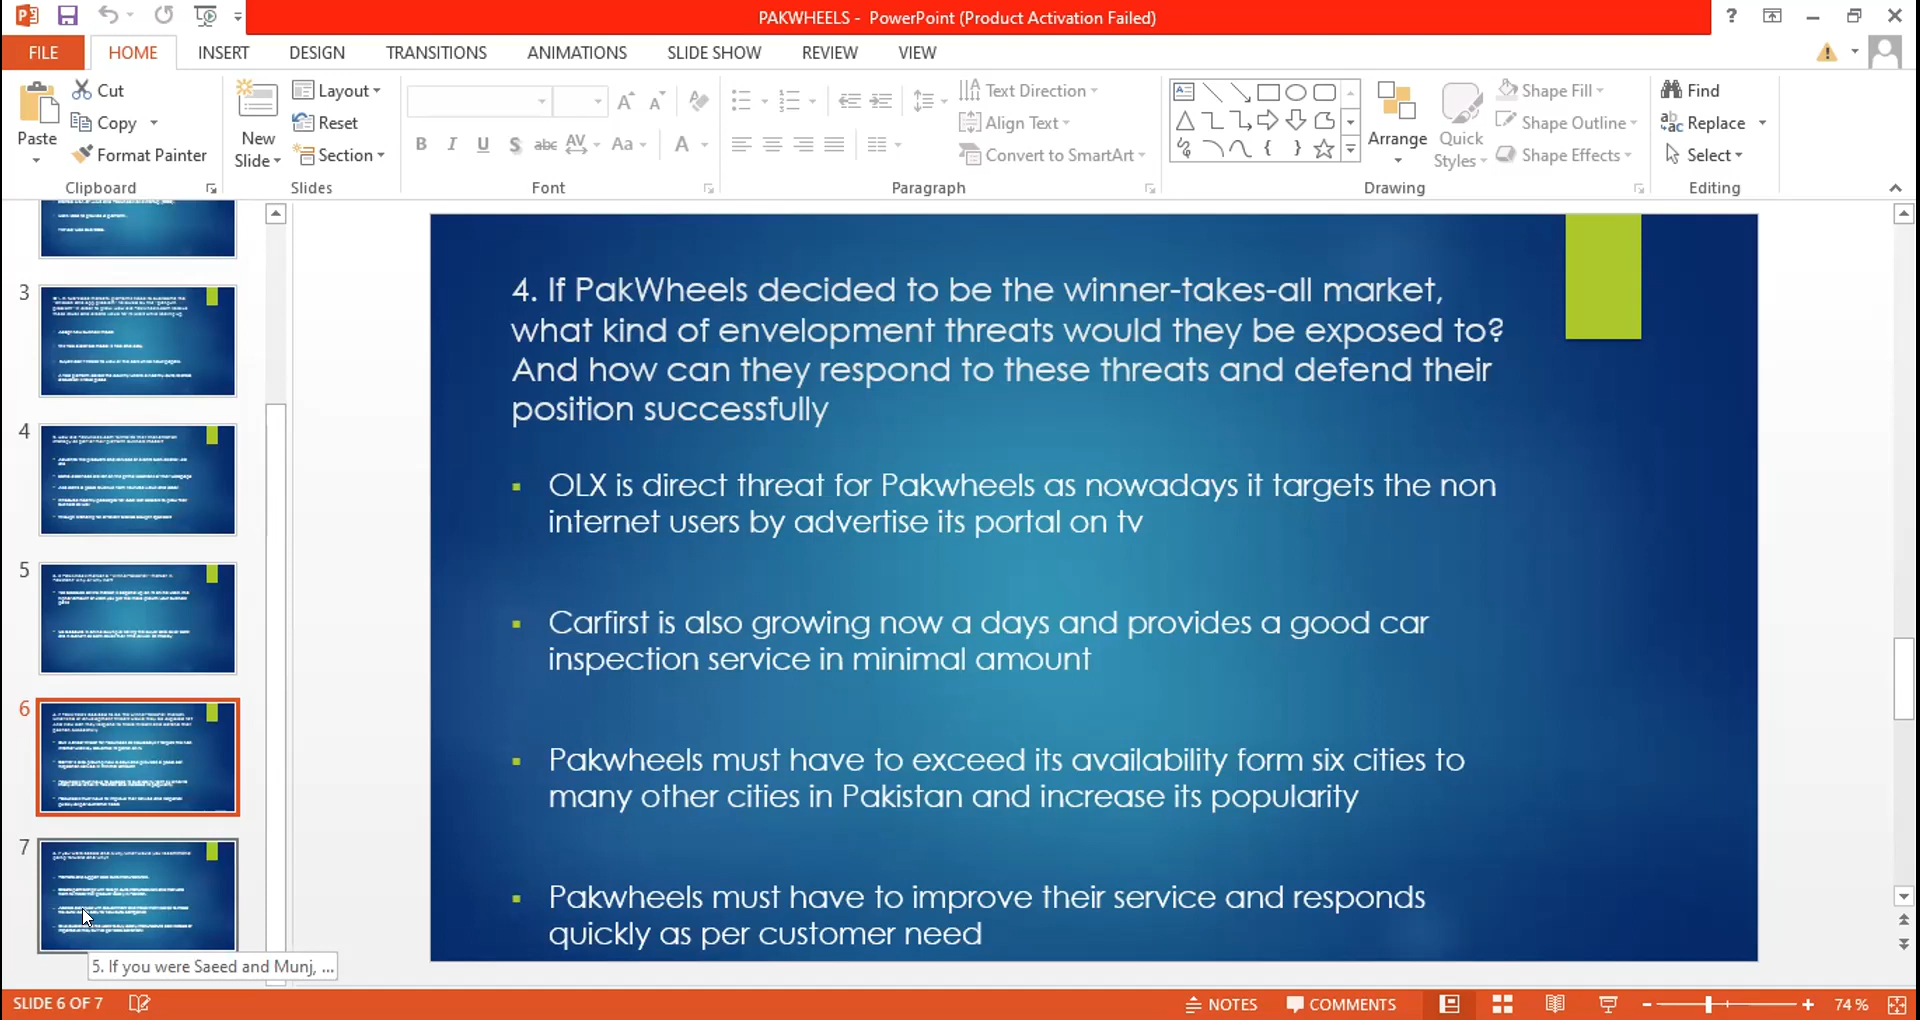 PAKWHEELS - PowerPoint (Product Activation Failed)
FILE
HOME
INSERT
DESIGN
TRANSITIONS
ANIMATIONS
SLIDE SHOW
REVIEW
VIEW
Paste
Cut
Copy
Format Painter
Clipboard
New
Slide
Layout
Reset
Section
Slides
B I U S abc AV Aa A
Font
Text Direction
Align Text
Convert to SmartArt
Paragraph
Arrange
Quick
Styles
Shape Fill
Shape Outline
Shape Effects
Drawing
Find
Replace
Select
Editing
3
4
5
6
7
5. If you were Saeed and Munj, ...
4. If PakWheels decided to be the winner-takes-all market,
what kind of envelopment threats would they be exposed to?
And how can they respond to these threats and defend their
position successfully
OLX is direct threat for Pakwheels as nowadays it targets the non
internet users by advertise its portal on tv
Carfirst is also growing now a days and provides a good car
inspection service in minimal amount
Pakwheels must have to exceed its availability form six cities to
many other cities in Pakistan and increase its popularity
Pakwheels must have to improve their service and responds
quickly as per customer need
SLIDE 6 OF 7
NOTES
COMMENTS
74 %